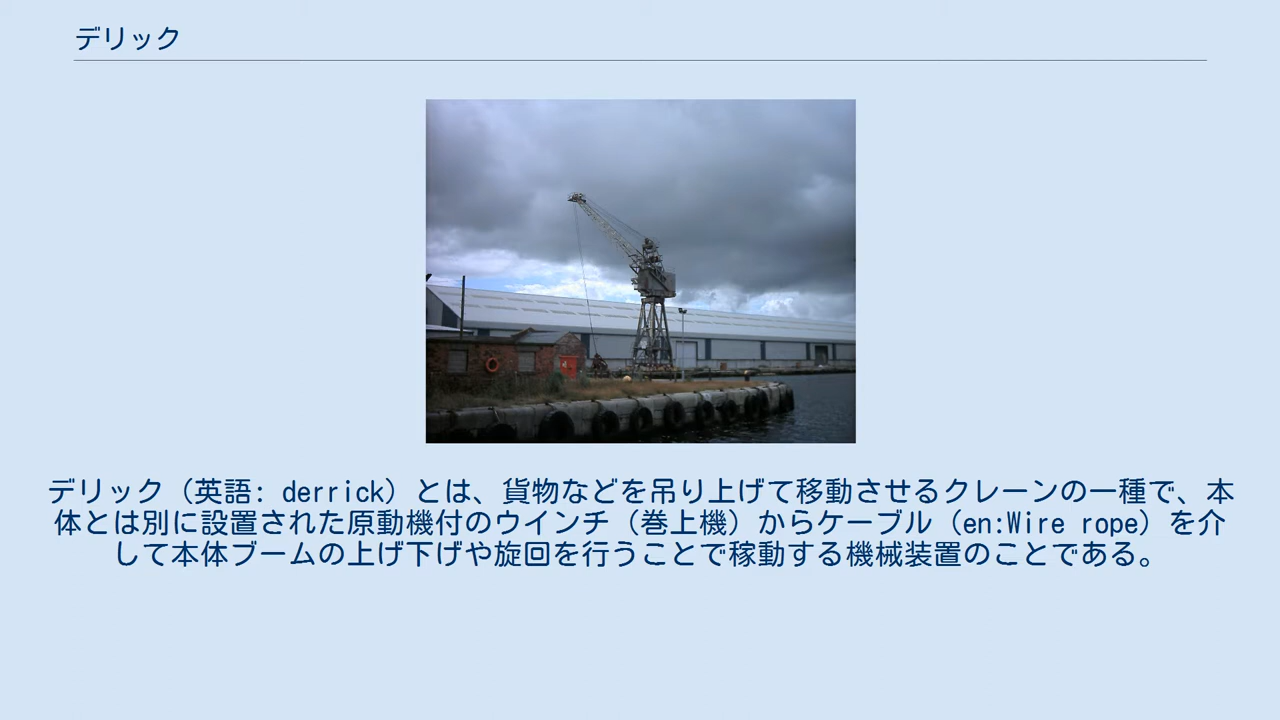 デリック
デリック（英語: derrick）とは、貨物などを吊り上げて移動させるクレーンの一種で、本
体とは別に設置された原動機付のウインチ（巻上機）からケーブル（en:Wire rope）を介
して本体ブームの上げ下げや旋回を行うことで稼動する機械装置のことである。